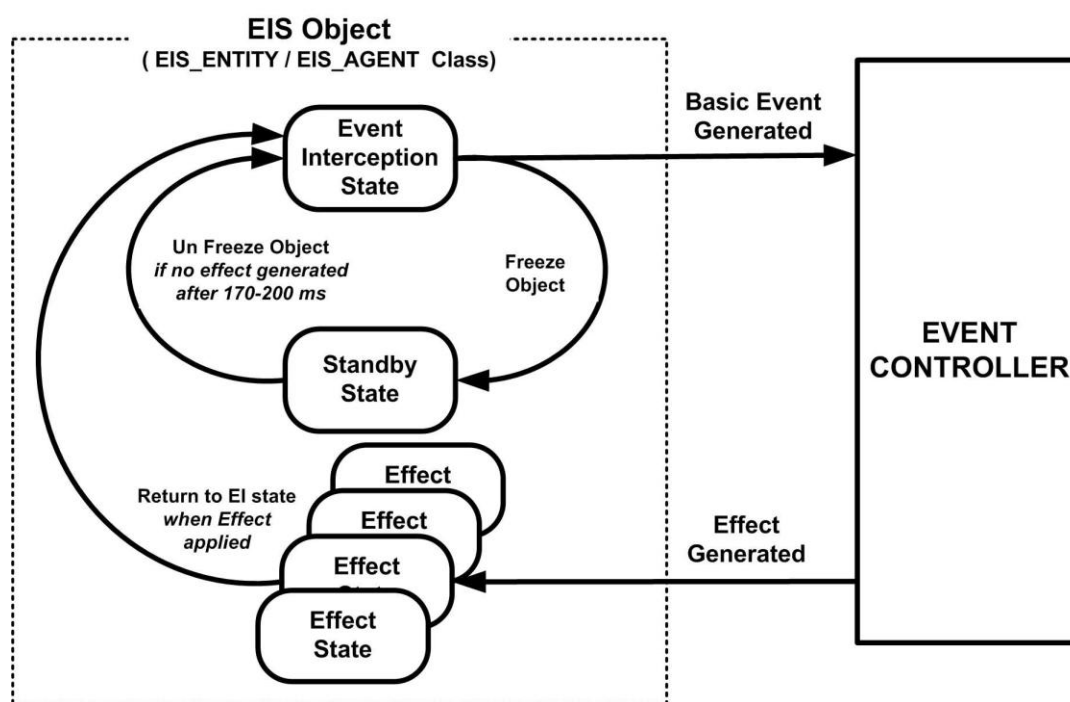 EIS Object
( EIS_ENTITY / EIS_AGENT Class)
Event
Interception
State
Basic Event
Generated
Un Freeze Object
if no effect generated
after 170-200 ms
Freeze
Object
EVENT
CONTROLLER
Standby
State
Effect
Effect
Effect
Effect
State
Return to EI state
when Effect
applied
Effect
Generated